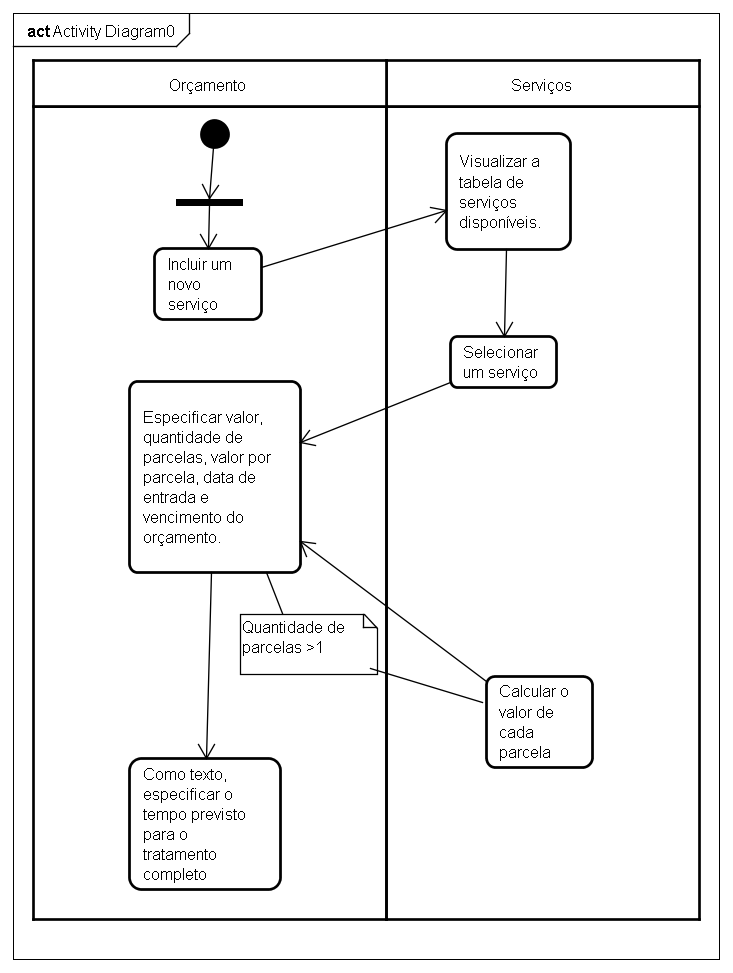 act Activity Diagram0
Orçamento
Serviços
Visualizar a
tabela de
serviços
disponíveis.
Incluir um
novo
serviço
Selecionar
um serviço
Especificar valor,
quantidade de
parcelas, valor por
parcela, data de
entrada e
vencimento do
orçamento.
Quantidade de
parcelas >1
Calcular o
valor de
cada
parcela
Como texto,
especificar o
tempo previsto
para o
tratamento
completo